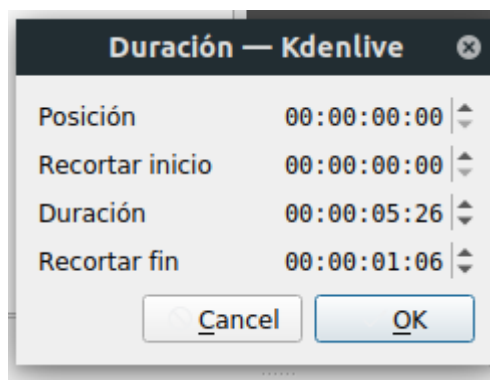 Duración — Kdenlive
Posición 00:00:00:00
Recortar inicio 00:00:00:00
Duración 00:00:05:26
Recortar fin 00:00:01:06
Cancel OK